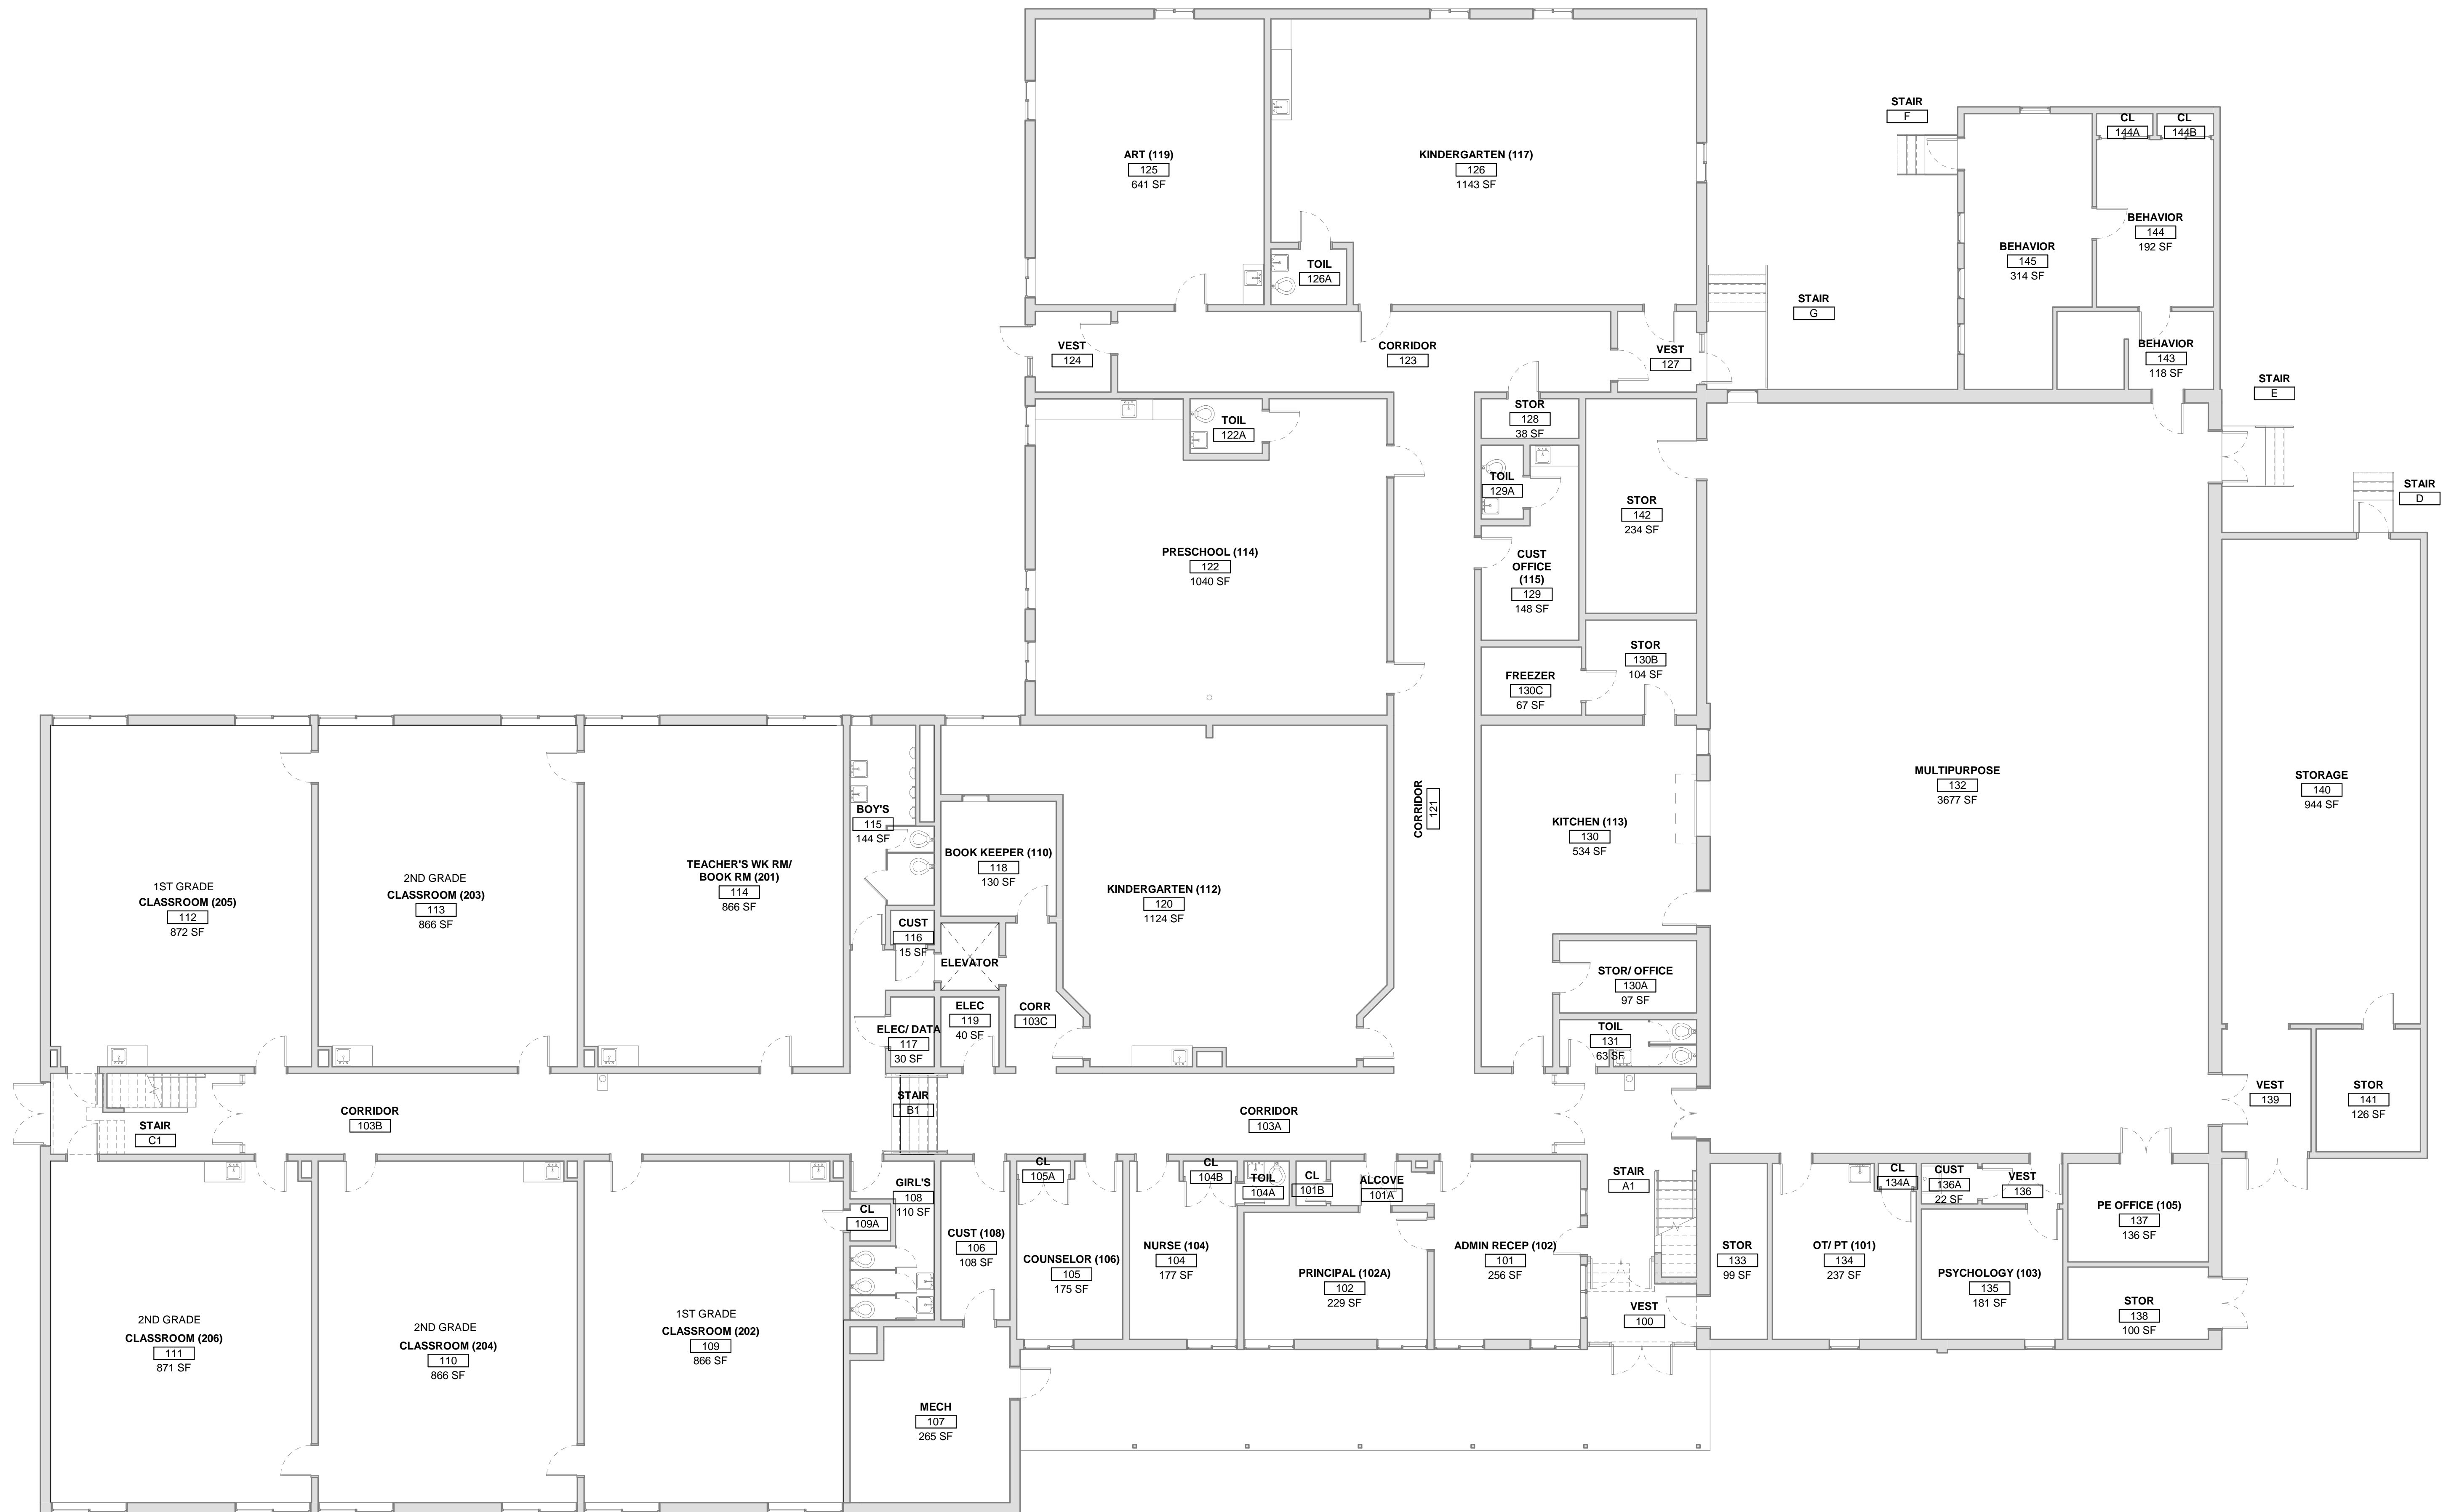 STAIR
F
CL
144A
CL
144B
ART (119)
125
641 SF
KINDERGARTEN (117)
126
1143 SF
BEHAVIOR
144
192 SF
BEHAVIOR
145
314 SF
TOIL
126A
STAIR
G
VEST
124
CORRIDOR
123
VEST
127
BEHAVIOR
143
118 SF
STAIR
E
STOR
128
38 SF
TOIL
122A
TOIL
129A
STAIR
D
STOR
142
234 SF
PRESCHOOL (114)
122
1040 SF
CUST
OFFICE
(115)
129
148 SF
STOR
130B
104 SF
FREEZER
130C
67 SF
MULTIPURPOSE
132
3677 SF
STORAGE
140
944 SF
CORRIDOR
121
BOY'S
115
144 SF
KITCHEN (113)
130
534 SF
BOOK KEEPER (110)
118
130 SF
TEACHER'S WK RM/
BOOK RM (201)
114
866 SF
1ST GRADE
CLASSROOM (205)
112
872 SF
2ND GRADE
CLASSROOM (203)
113
866 SF
KINDERGARTEN (112)
120
1124 SF
CUST
116
15 SF
ELEVATOR
STOR/ OFFICE
130A
97 SF
ELEC
119
40 SF
CORR
103C
ELEC/ DATA
117
30 SF
TOIL
131
63 SF
STAIR
B1
CORRIDOR
103B
STAIR
C1
CORRIDOR
103A
VEST
139
STOR
141
126 SF
CL
105A
CL
104B
TOIL
104A
CL
101B
ALCOVE
101A
STAIR
A1
CL
134A
CUST
136A
22 SF
VEST
136
GIRL'S
108
110 SF
CL
109A
PE OFFICE (105)
137
136 SF
CUST (108)
106
108 SF
COUNSELOR (106)
105
175 SF
NURSE (104)
104
177 SF
PRINCIPAL (102A)
102
229 SF
ADMIN RECEP (102)
101
256 SF
STOR
133
99 SF
OT/ PT (101)
134
237 SF
PSYCHOLOGY (103)
135
181 SF
VEST
100
STOR
138
100 SF
2ND GRADE
CLASSROOM (206)
111
871 SF
2ND GRADE
CLASSROOM (204)
110
866 SF
1ST GRADE
CLASSROOM (202)
109
866 SF
MECH
107
265 SF